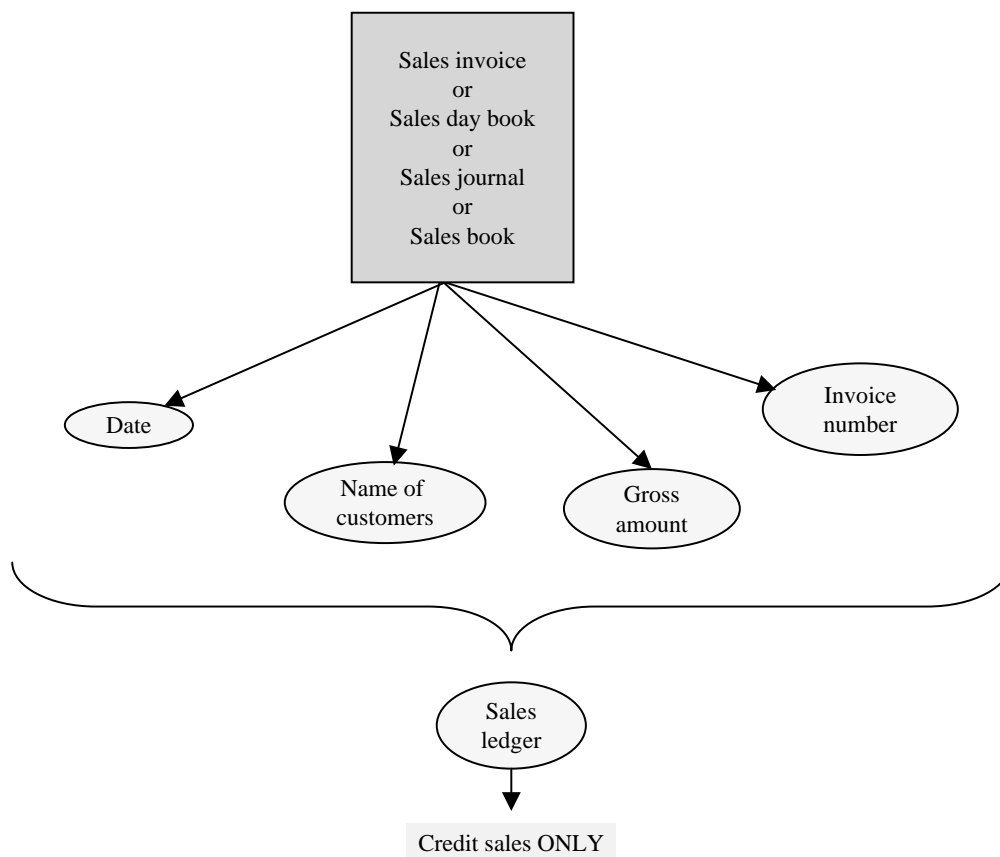 Sales invoice
or
Sales day book
or
Sales journal
or
Sales book
Date
Name of
customers
Gross
amount
Invoice
number
Sales
ledger
Credit sales ONLY